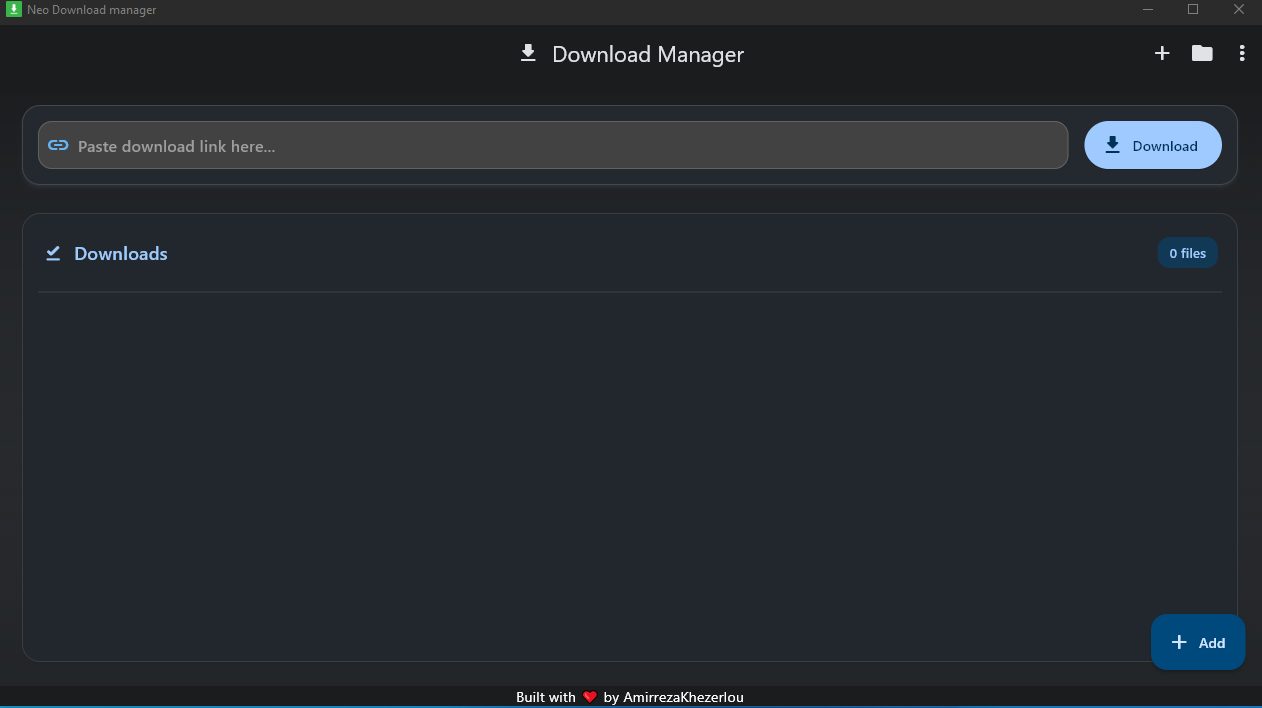 Neo Download manager
Download Manager
Paste download link here...
Download
Downloads
0 files
Add
Built with ❤ by AmirrezaKhezerlou